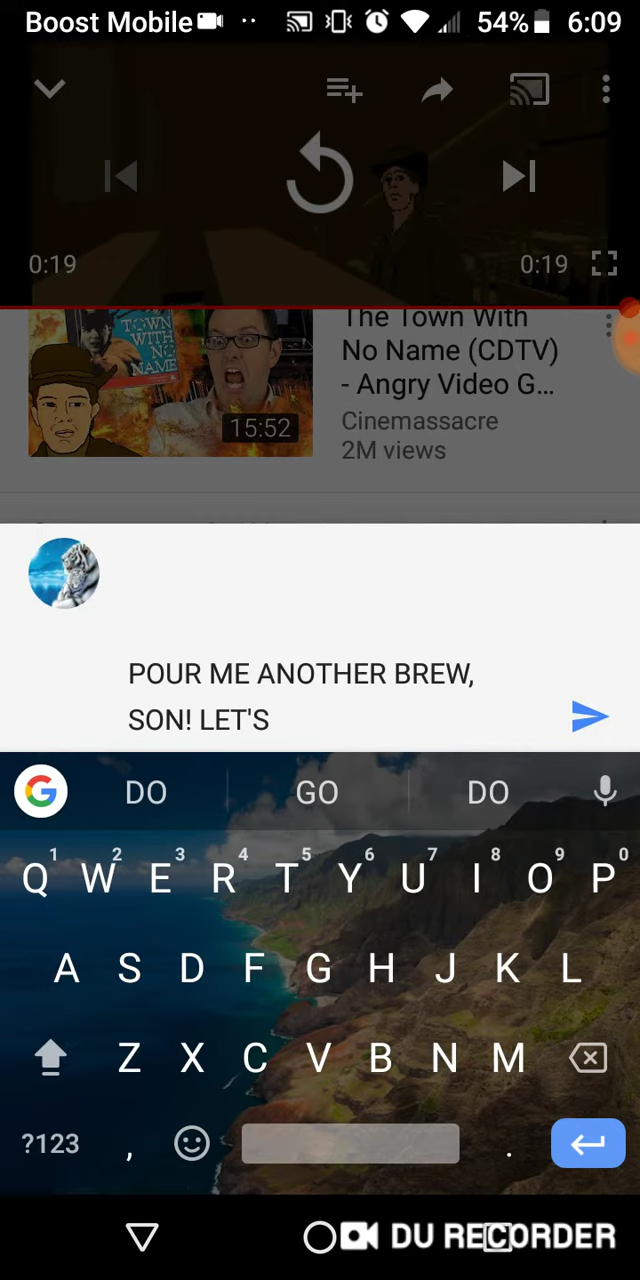 Boost Mobile 54% 6:09
0:19 0:19
TOWN
WITH
NO
NAME
15:52
The Town With
No Name (CDTV)
- Angry Video G...
Cinemassacre
2M views
POUR ME ANOTHER BREW,
SON! LET'S
G DO GO DO
1 2 3 4 5 6 7 8 9 0
Q W E R T Y U I O P
A S D F G H J K L
Z X C V B N M
?123 , .
DU RECORDER